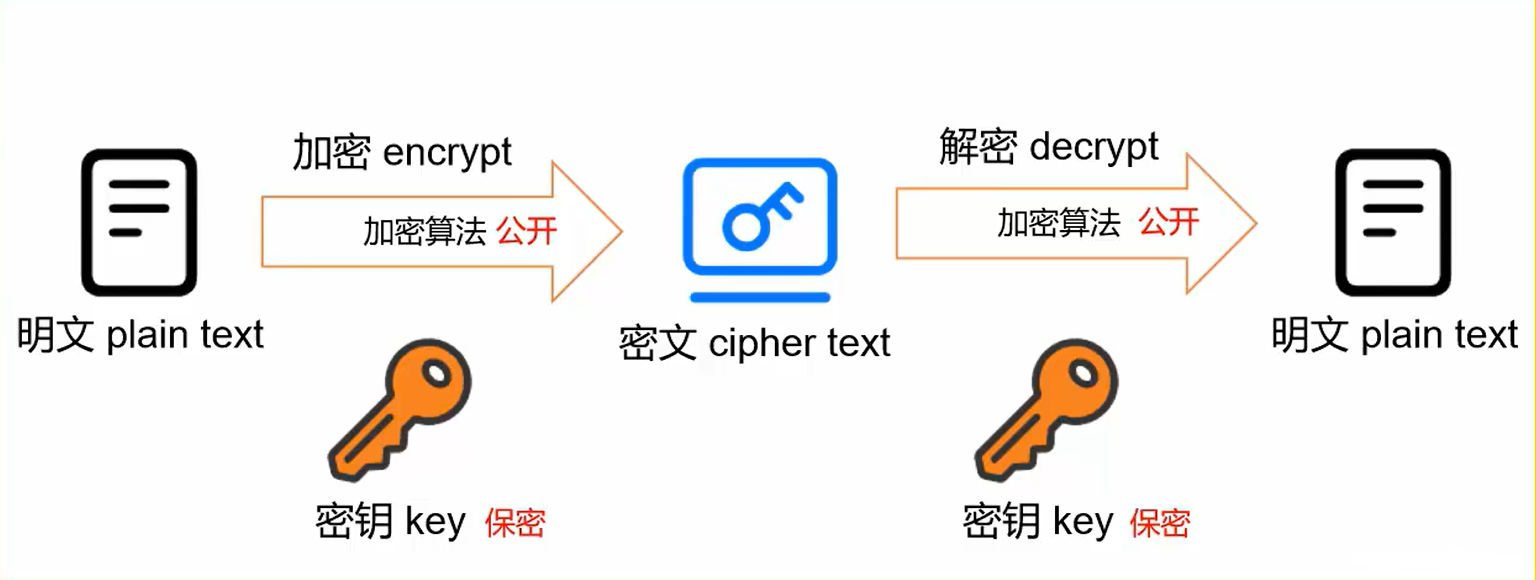 加密 encrypt
加密算法 公开
明文 plain text
密钥 key 保密
密文 cipher text
解密 decrypt
加密算法 公开
密钥 key 保密
明文 plain text